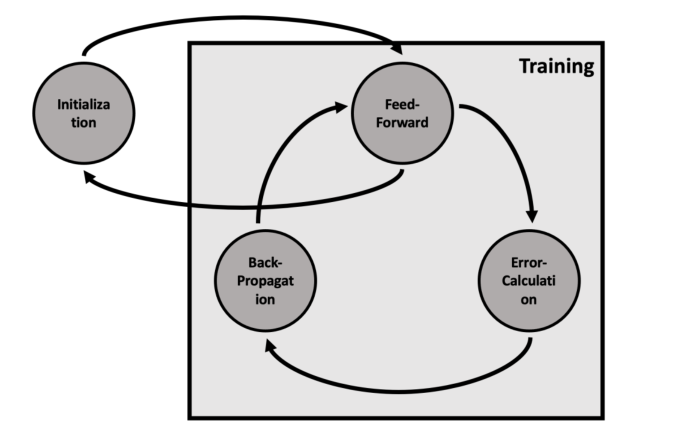 Training
Initializa
tion
Feed-
Forward
Back-
Propagat
ion
Error-
Calculati
on